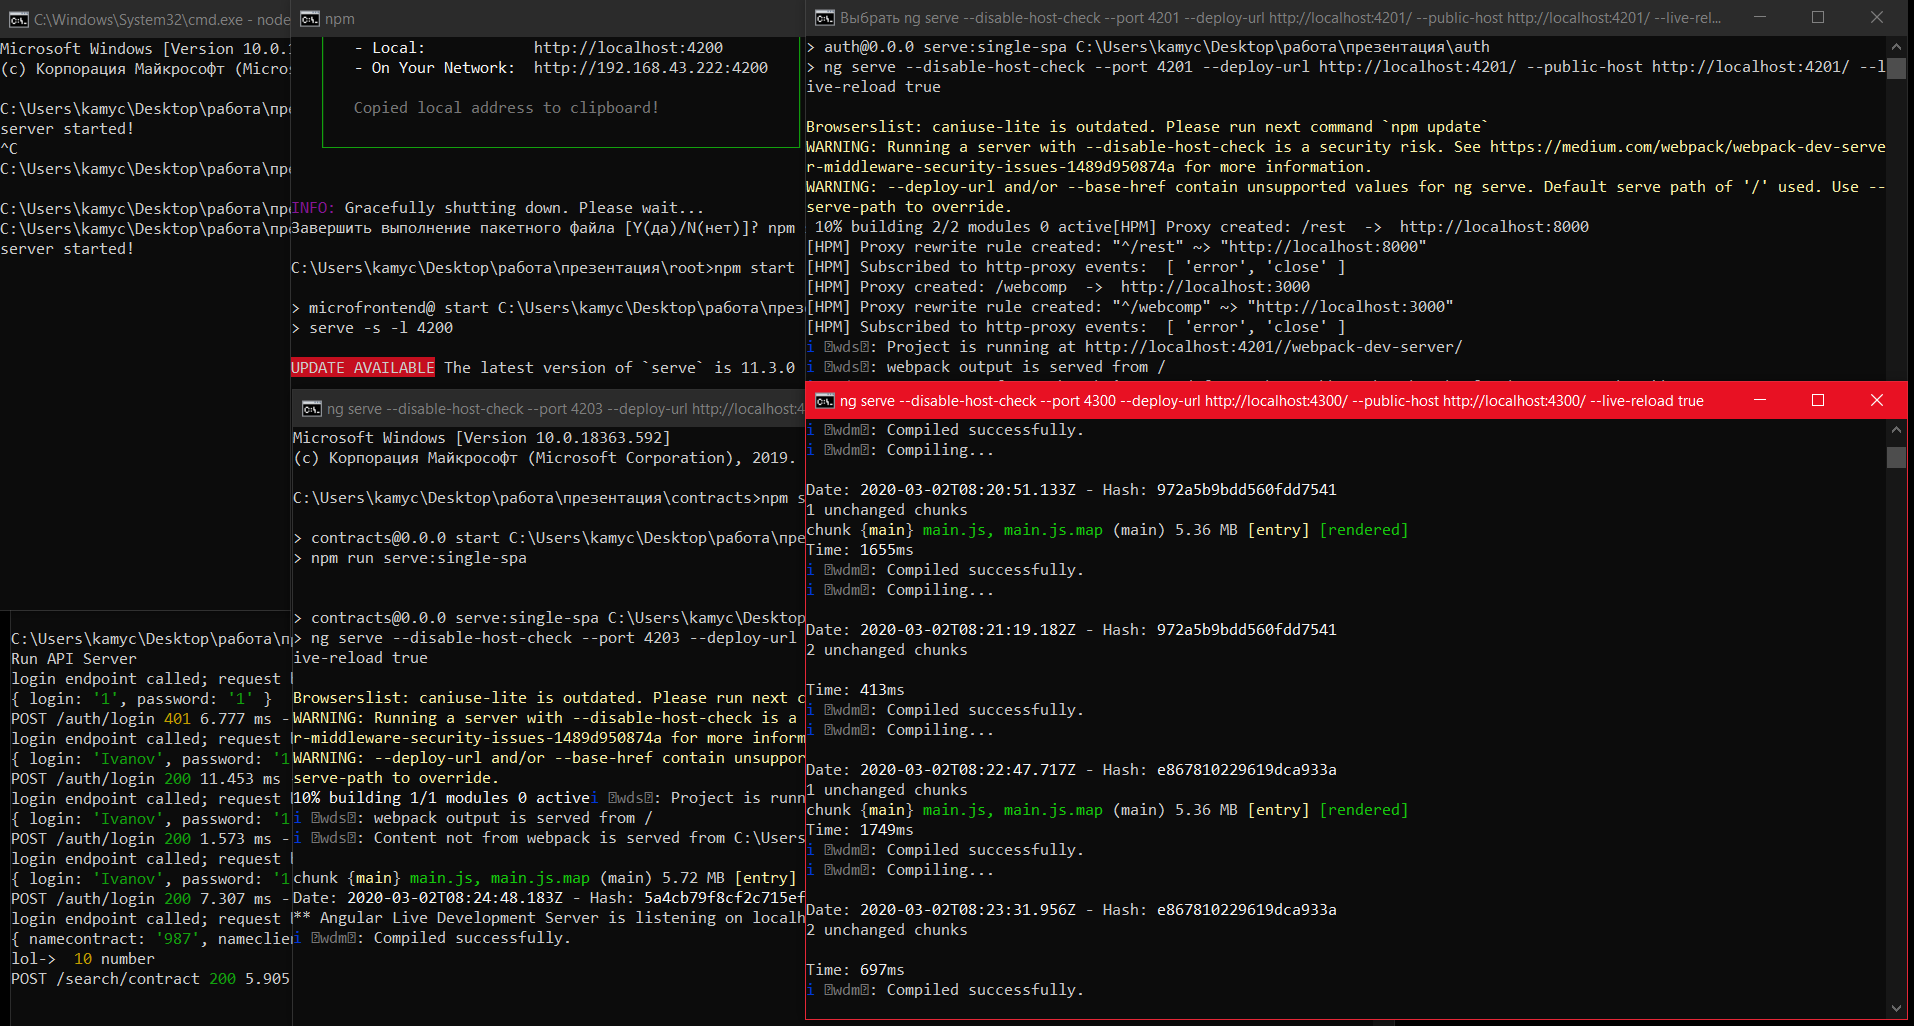 C:\Windows\System32\cmd.exe - node
Microsoft Windows [Version 10.0.1
(c) Корпорация Майкрософт (Micros
C:\Users\kamyc\Desktop\работа\пре
server started!
^C
C:\Users\kamyc\Desktop\работа\пре
C:\Users\kamyc\Desktop\работа\пре
C:\Users\kamyc\Desktop\работа\пре
server started!
C:\Users\kamyc\Desktop\работа\п
Run API Server
login endpoint called; request
{ login: '1', password: '1' }
POST /auth/login 401 6.777 ms -
login endpoint called; request
{ login: 'Ivanov', password: '1
POST /auth/login 200 11.453 ms
login endpoint called; request
{ login: 'Ivanov', password: '1
POST /auth/login 200 1.573 ms -
login endpoint called; request
{ login: 'Ivanov', password: '1
POST /auth/login 200 7.307 ms -
login endpoint called; request
{ namecontract: '987', nameclie
lol->  10 number
POST /search/contract 200 5.905
npm
- Local:            http://localhost:4200
- On Your Network:  http://192.168.43.222:4200
Copied local address to clipboard!
INFO: Gracefully shutting down. Please wait...
Завершить выполнение пакетного файла [Y(да)/N(нет)]? npm
C:\Users\kamyc\Desktop\работа\презентация\root>npm start
> microfrontend@ start C:\Users\kamyc\Desktop\работа\през
> serve -s -l 4200
UPDATE AVAILABLE The latest version of `serve` is 11.3.0
ng serve --disable-host-check --port 4203 --deploy-url http://localhost:4
Microsoft Windows [Version 10.0.18363.592]
(c) Корпорация Майкрософт (Microsoft Corporation), 2019.
C:\Users\kamyc\Desktop\работа\презентация\contracts>npm s
> contracts@0.0.0 start C:\Users\kamyc\Desktop\работа\пре
> npm run serve:single-spa
> contracts@0.0.0 serve:single-spa C:\Users\kamyc\Desktop
> ng serve --disable-host-check --port 4203 --deploy-url
ive-reload true
Browserslist: caniuse-lite is outdated. Please run next c
WARNING: Running a server with --disable-host-check is a
r-middleware-security-issues-1489d950874a for more inform
WARNING: --deploy-url and/or --base-href contain unsuppor
serve-path to override.
10% building 1/1 modules 0 activei ⍰wds⍰: Project is runn
i ⍰wds⍰: webpack output is served from /
i ⍰wds⍰: Content not from webpack is served from C:\Users
chunk {main} main.js, main.js.map (main) 5.72 MB [entry]
Date: 2020-03-02T08:24:48.183Z - Hash: 5a4cb79f8cf2c715ef
** Angular Live Development Server is listening on localh
i ⍰wdm⍰: Compiled successfully.
Выбрать ng serve --disable-host-check --port 4201 --deploy-url http://localhost:4201/ --public-host http://localhost:4201/ --live-rel...
> auth@0.0.0 serve:single-spa C:\Users\kamyc\Desktop\работа\презентация\auth
> ng serve --disable-host-check --port 4201 --deploy-url http://localhost:4201/ --public-host http://localhost:4201/ --l
ive-reload true
Browserslist: caniuse-lite is outdated. Please run next command `npm update`
WARNING: Running a server with --disable-host-check is a security risk. See https://medium.com/webpack/webpack-dev-serve
r-middleware-security-issues-1489d950874a for more information.
WARNING: --deploy-url and/or --base-href contain unsupported values for ng serve. Default serve path of '/' used. Use --
serve-path to override.
10% building 2/2 modules 0 active[HPM] Proxy created: /rest  ->  http://localhost:8000
[HPM] Proxy rewrite rule created: "^/rest" ~> "http://localhost:8000"
[HPM] Subscribed to http-proxy events:  [ 'error', 'close' ]
[HPM] Proxy created: /webcomp  ->  http://localhost:3000
[HPM] Proxy rewrite rule created: "^/webcomp" ~> "http://localhost:3000"
[HPM] Subscribed to http-proxy events:  [ 'error', 'close' ]
i ⍰wds⍰: Project is running at http://localhost:4201//webpack-dev-server/
i ⍰wds⍰: webpack output is served from /
ng serve --disable-host-check --port 4300 --deploy-url http://localhost:4300/ --public-host http://localhost:4300/ --live-reload true
i ⍰wdm⍰: Compiled successfully.
i ⍰wdm⍰: Compiling...
Date: 2020-03-02T08:20:51.133Z - Hash: 972a5b9bdd560fdd7541
1 unchanged chunks
chunk {main} main.js, main.js.map (main) 5.36 MB [entry] [rendered]
Time: 1655ms
i ⍰wdm⍰: Compiled successfully.
i ⍰wdm⍰: Compiling...
Date: 2020-03-02T08:21:19.182Z - Hash: 972a5b9bdd560fdd7541
2 unchanged chunks
Time: 413ms
i ⍰wdm⍰: Compiled successfully.
i ⍰wdm⍰: Compiling...
Date: 2020-03-02T08:22:47.717Z - Hash: e867810229619dca933a
1 unchanged chunks
chunk {main} main.js, main.js.map (main) 5.36 MB [entry] [rendered]
Time: 1749ms
i ⍰wdm⍰: Compiled successfully.
i ⍰wdm⍰: Compiling...
Date: 2020-03-02T08:23:31.956Z - Hash: e867810229619dca933a
2 unchanged chunks
Time: 697ms
i ⍰wdm⍰: Compiled successfully.